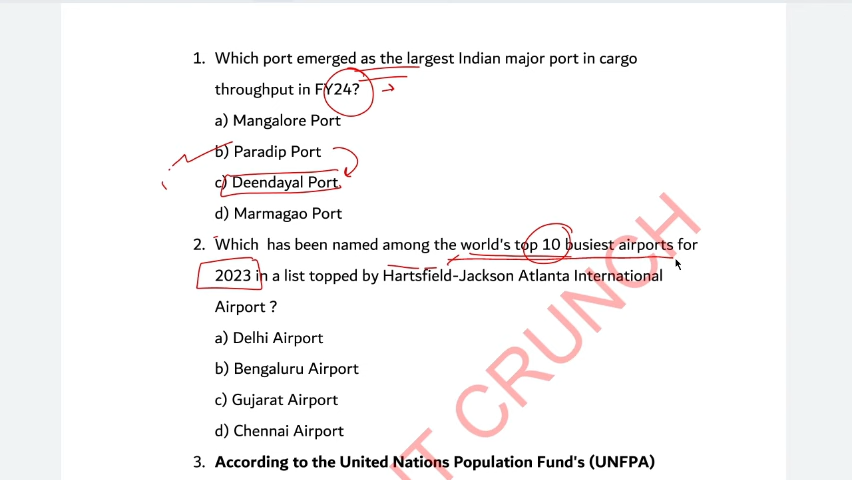 1. Which port emerged as the largest Indian major port in cargo
throughput in FY24?
a) Mangalore Port
b) Paradip Port
c) Deendayal Port
d) Marmagao Port
2. Which has been named among the world's top 10 busiest airports for
2023 in a list topped by Hartsfield-Jackson Atlanta International
Airport ?
a) Delhi Airport
b) Bengaluru Airport
c) Gujarat Airport
d) Chennai Airport
3. According to the United Nations Population Fund's (UNFPA)
CRUNCH